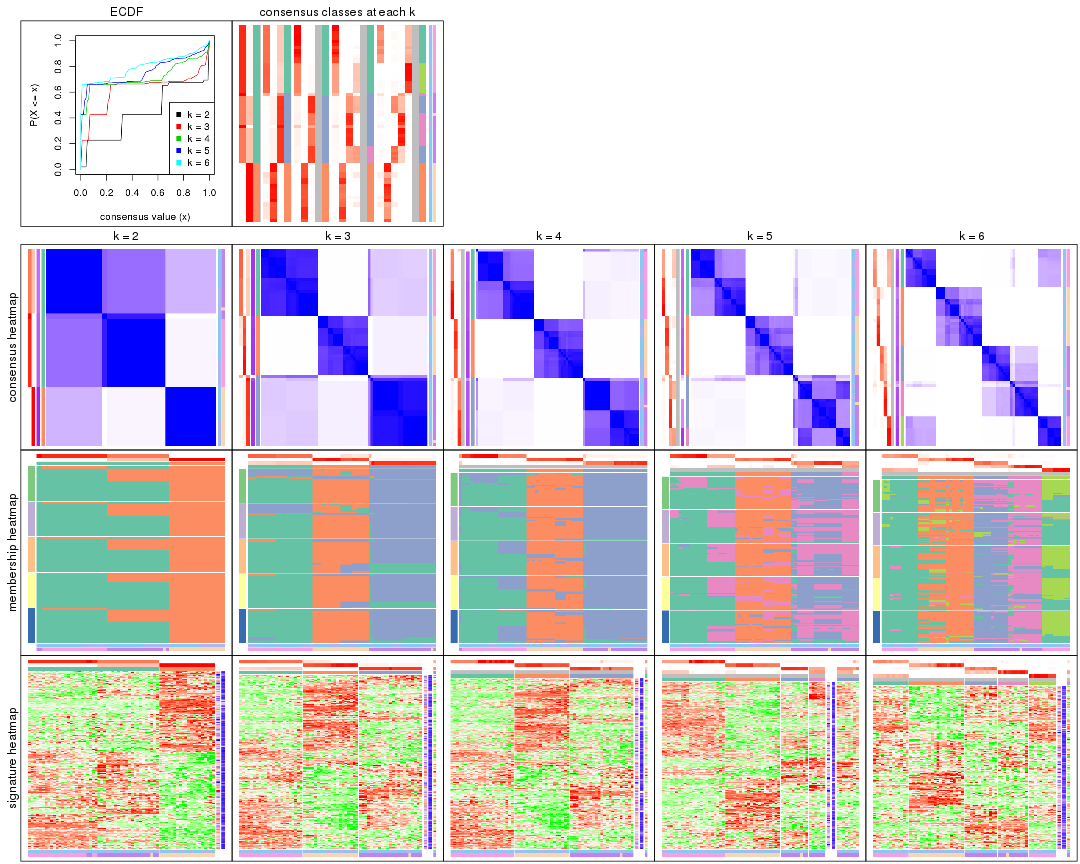 ECDF
consensus classes at each k
P(X <= x)
1.0
0.8
0.6
0.4
0.2
0.0
k = 2
k = 3
k = 4
k = 5
k = 6
0.0 0.2 0.4 0.6 0.8 1.0
consensus value (x)
k = 2
k = 3
k = 4
k = 5
k = 6
consensus heatmap
membership heatmap
signature heatmap